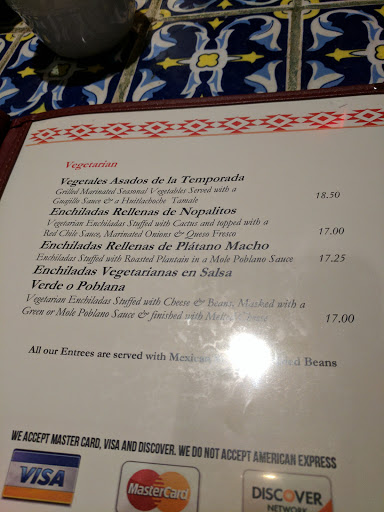 Vegetarian
Vegetales Asados de la Temporada
Grilled Marinated Seasonal Vegetables Served with a
Guajillo Sauce & a Huitlacoche Tamale 18.50
Enchiladas Rellenas de Nopalitos
Vegetarian Enchiladas Stuffed with Cactus and topped with a
Red Chile Sauce, Marinated Onions & Queso Fresco 17.00
Enchiladas Rellenas de Plátano Macho
Enchiladas Stuffed with Roasted Plantain in a Mole Poblano Sauce 17.25
Enchiladas Vegetarianas en Salsa
Verde o Poblana
Vegetarian Enchiladas Stuffed with Cheese & Beans, Masked with a
Green or Mole Poblano Sauce & finished with 17.00
All our Entrees are served with Mexican Beans
WE ACCEPT MASTER CARD, VISA AND DISCOVER. WE DO NOT ACCEPT AMERICAN EXPRESS
VISA
MasterCard
DISCOVER
NETWORK